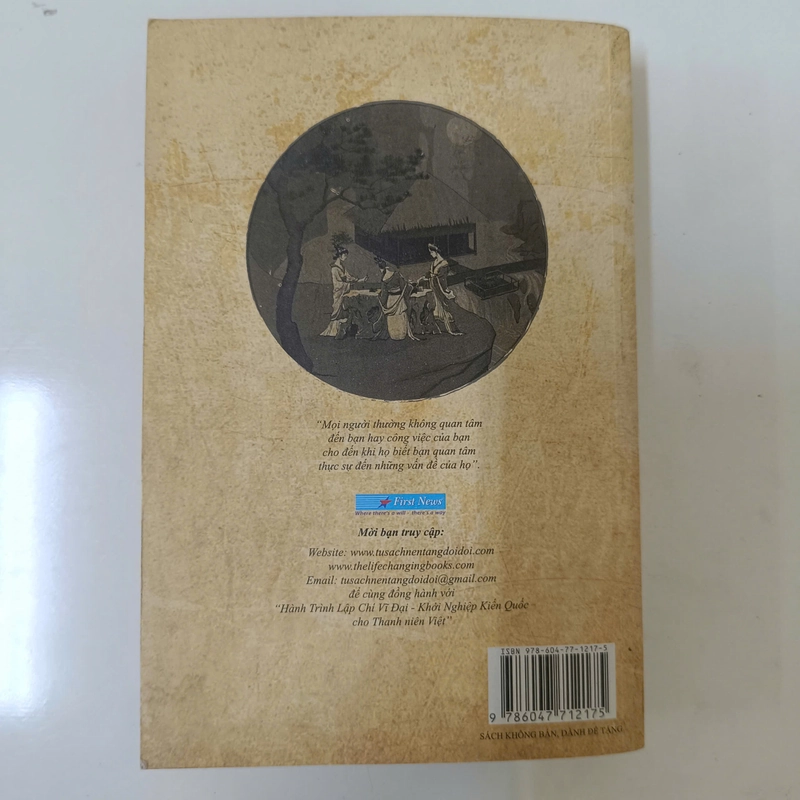 "Mọi người thường không quan tâm
đến bạn hay công việc của bạn
cho đến khi họ biết bạn quan tâm
thực sự đến những vấn đề của họ".
First News
Where there's a will - there's a way
Mời bạn truy cập:
Website: www.tusachnentangdoidoi.com
www.thelifechangingbooks.com
Email: tusachnentangdoidoi@gmail.com
để cùng đồng hành với
"Hành Trình Lập Chí Vĩ Đại - Khởi Nghiệp Kiến Quốc
cho Thanh niên Việt"
ISBN 978-604-77-1217-5
9 786047 712175
SÁCH KHÔNG BÁN, DÀNH ĐỂ TẶNG